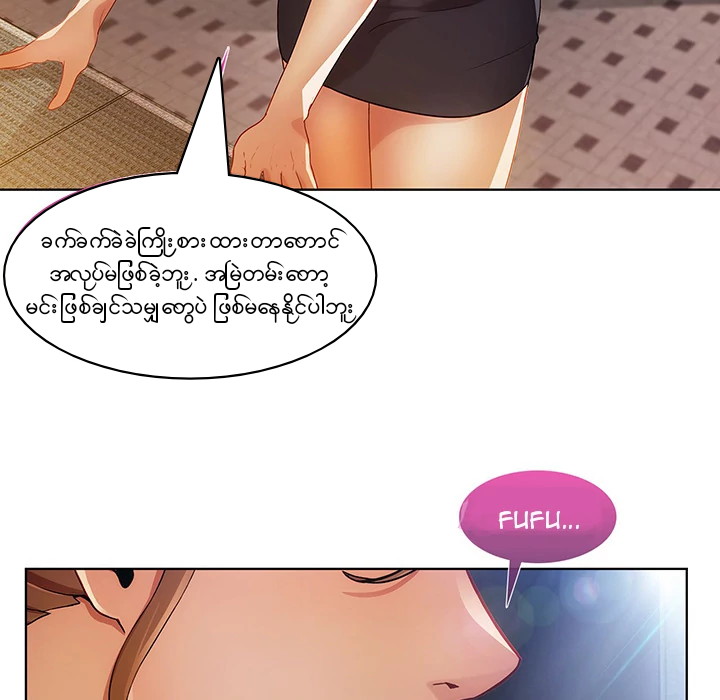 ခက်ခက်ခဲခဲကြိုးစားထားတာတောင်
အလုပ်မဖြစ်ခဲ့ဘူး. အမြဲတမ်းတော့
မင်းဖြစ်ချင်သမျှတွေပဲ ဖြစ်မနေနိုင်ပါဘူး
FUFU...